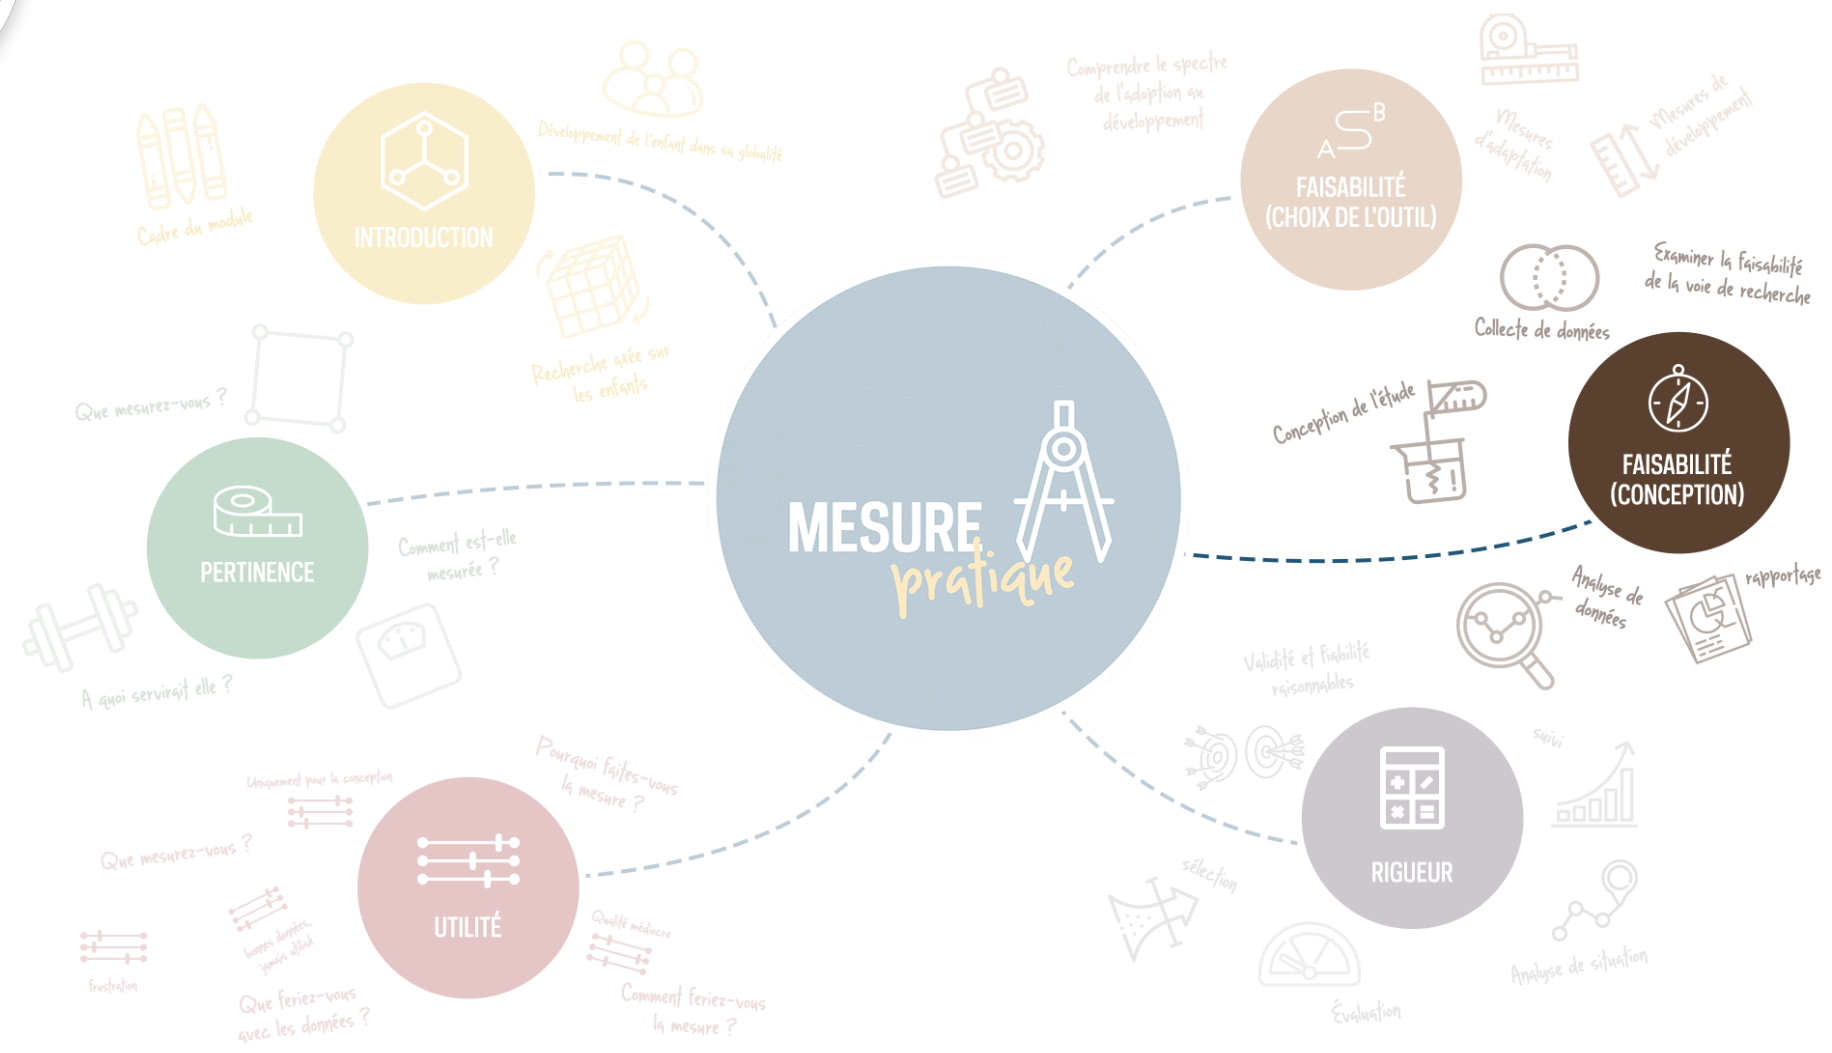 MESURE
pratique
INTRODUCTION
Cadre du module
Développement de l'enfant dans sa globalité
Recherche axée sur
les enfants
PERTINENCE
Que mesurez-vous ?
Comment est-elle
mesurée ?
A quoi servirait elle ?
UTILITÉ
Uniquement pour la conception
Pourquoi faites-vous
la mesure ?
Que mesurez-vous ?
bonnes données,
jamais utilisé
frustration
Que feriez-vous
avec les données ?
Qualité médiocre
Comment feriez-vous
la mesure ?
Comprendre le spectre
de l'adoption au
développement
A
B
FAISABILITÉ
(CHOIX DE L'OUTIL)
Mesures
d'adaptation
Mesures de
développement
Examiner la faisabilité
de la voie de recherche
Collecte de données
Conception de l'étude
FAISABILITÉ
(CONCEPTION)
Analyse de
données
rapportage
Validité et fiabilité
raisonnables
RIGUEUR
suivi
sélection
Évaluation
Analyse de situation